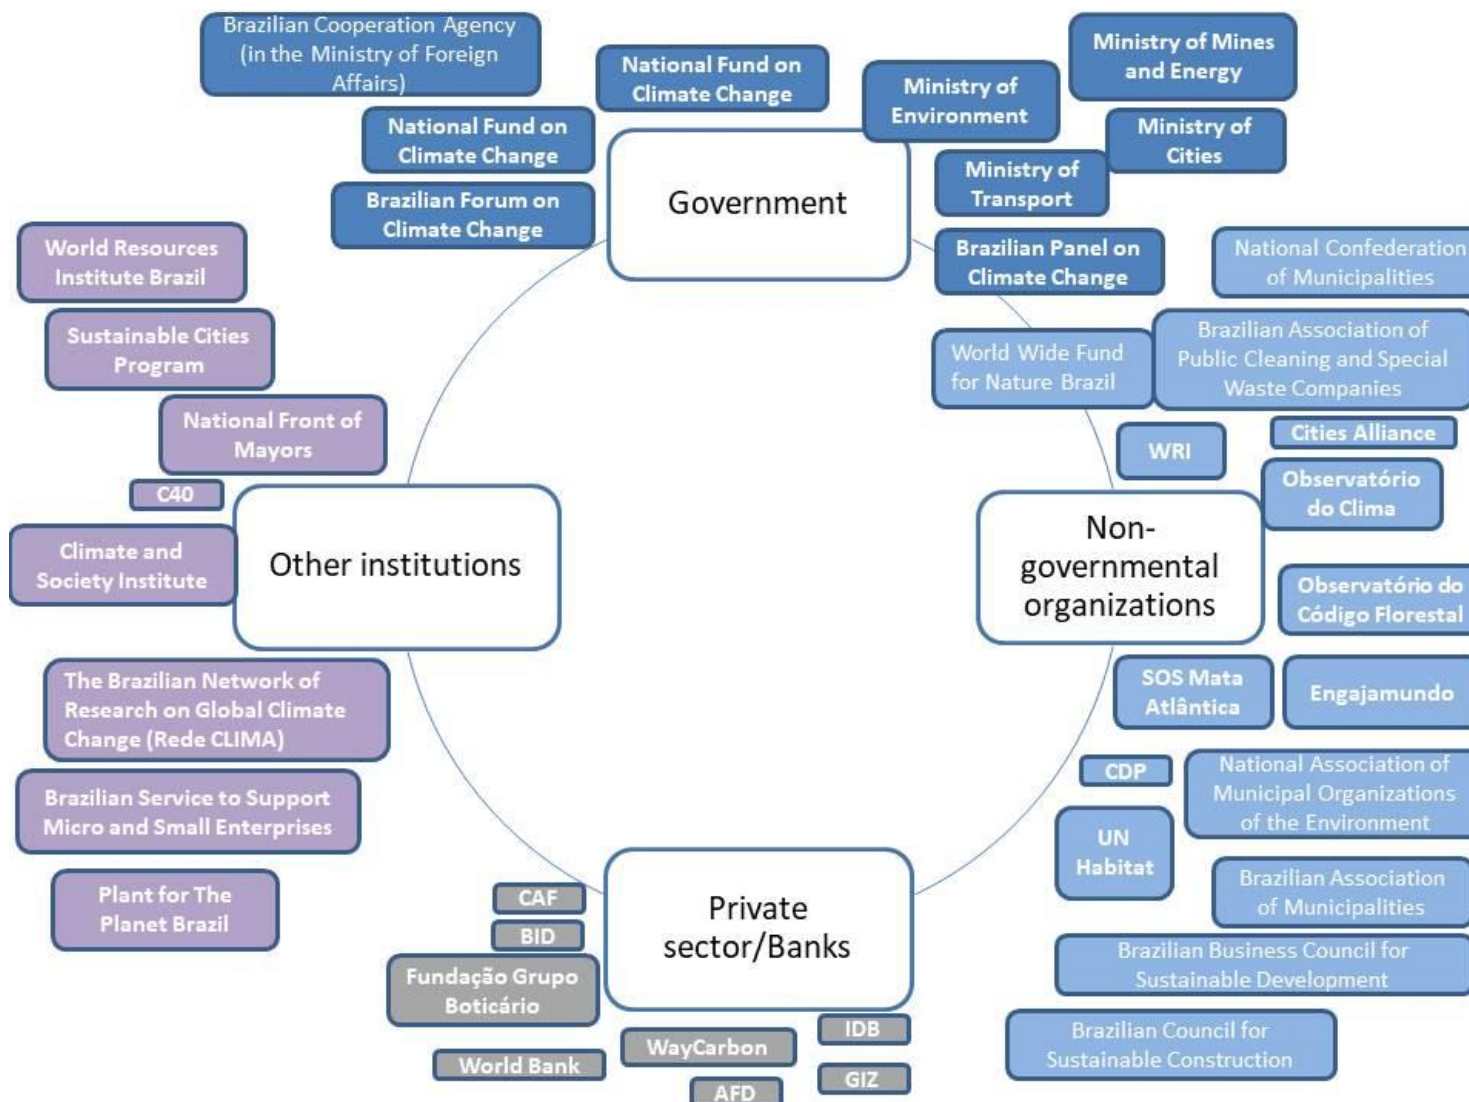 Brazilian Cooperation Agency
(in the Ministry of Foreign
Affairs)
National Fund on
Climate Change
Ministry of Mines
and Energy
Ministry of
Environment
National Fund on
Climate Change
Ministry of
Cities
Ministry of
Transport
Brazilian Forum on
Climate Change
Government
Brazilian Panel on
Climate Change
World Resources
Institute Brazil
National Confederation
of Municipalities
Sustainable Cities
Program
World Wide Fund
for Nature Brazil
Brazilian Association of
Public Cleaning and Special
Waste Companies
National Front of
Mayors
WRI
Cities Alliance
C40
Observatório
do Clima
Climate and
Society Institute
Other institutions
Non-
governmental
organizations
Observatório do
Código Florestal
The Brazilian Network of
Research on Global Climate
Change (Rede CLIMA)
SOS Mata
Atlântica
Engajamundo
Brazilian Service to Support
Micro and Small Enterprises
CDP
National Association of
Municipal Organizations
of the Environment
UN
Habitat
Plant for The
Planet Brazil
Brazilian Association
of Municipalities
CAF
BID
Private
sector/Banks
Brazilian Business Council for
Sustainable Development
Fundação Grupo
Boticário
IDB
WayCarbon
Brazilian Council for
Sustainable Construction
World Bank
GIZ
AFD